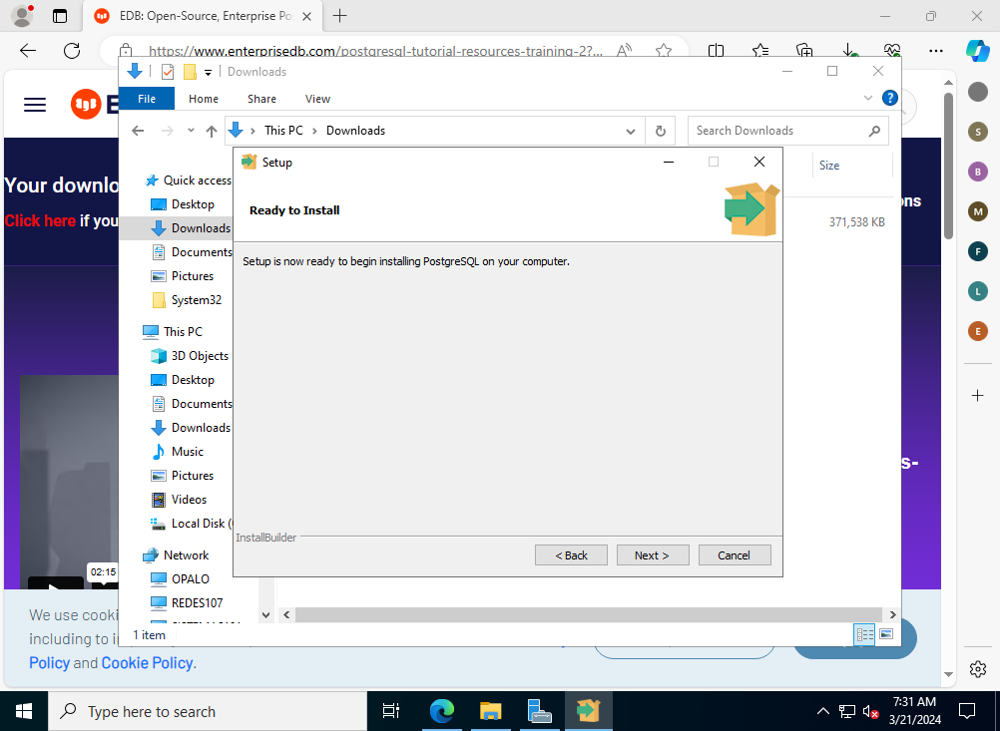 EDB: Open-Source, Enterprise Po
https://www.enterprisedb.com/postgresql-tutorial-resources-training-2?...
Downloads
File
Home
Share
View
This PC
Downloads
Search Downloads
Your downlo
Click here if you
ons
Setup
Size
371,538 KB
Quick access
Desktop
Downloads
Documents
Pictures
System32
This PC
3D Objects
Desktop
Documents
Downloads
Music
Pictures
Videos
Local Disk (
Network
OPALO
REDES107
Ready to Install
Setup is now ready to begin installing PostgreSQL on your computer.
InstallBuilder
< Back
Next >
Cancel
S
B
M
F
L
E
s-
02:15
1 item
We use cooki
including to i
Policy and Cookie Policy.
Type here to search
7:31 AM
3/21/2024